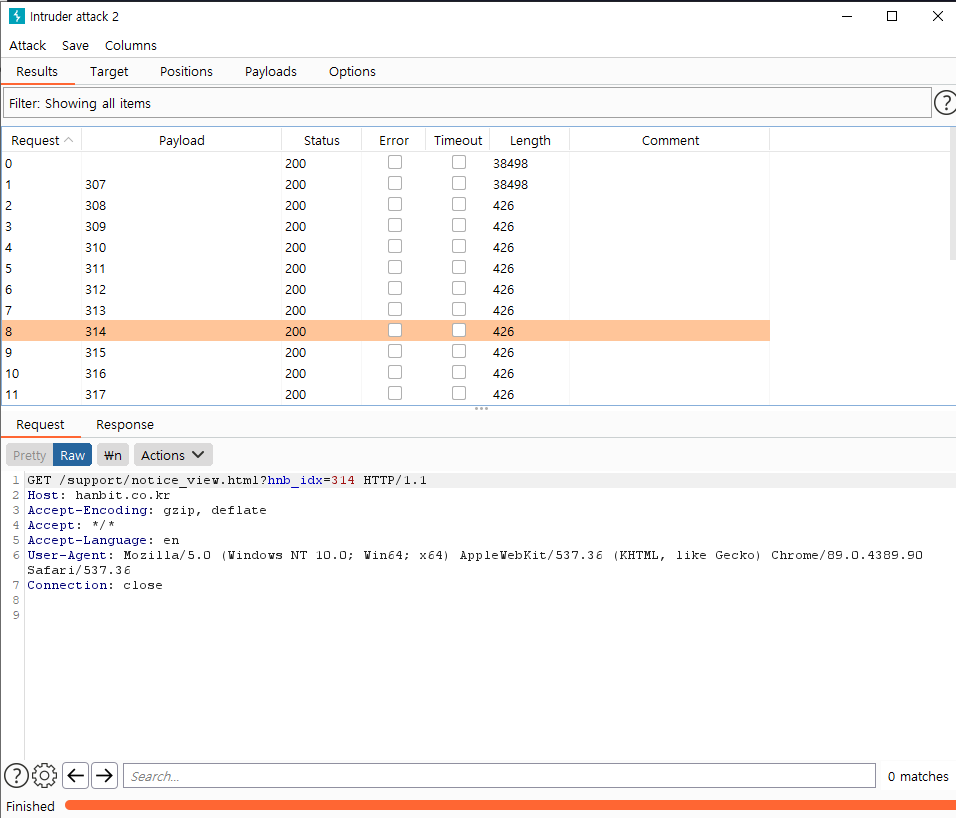 Intruder attack 2
Attack Save Columns
Results Target Positions Payloads Options
Filter: Showing all items
?
Request Payload Status Error Timeout Length Comment
0 200 38498
1 307 200 38498
2 308 200 426
3 309 200 426
4 310 200 426
5 311 200 426
6 312 200 426
7 313 200 426
8 314 200 426
9 315 200 426
10 316 200 426
11 317 200 426
Request Response
Pretty Raw ₩n Actions
1 GET /support/notice_view.html?hnb_idx=314 HTTP/1.1
2 Host: hanbit.co.kr
3 Accept-Encoding: gzip, deflate
4 Accept: */*
5 Accept-Language: en
6 User-Agent: Mozilla/5.0 (Windows NT 10.0; Win64; x64) AppleWebKit/537.36 (KHTML, like Gecko) Chrome/89.0.4389.90
Safari/537.36
7 Connection: close
8
9
? Search... 0 matches
Finished